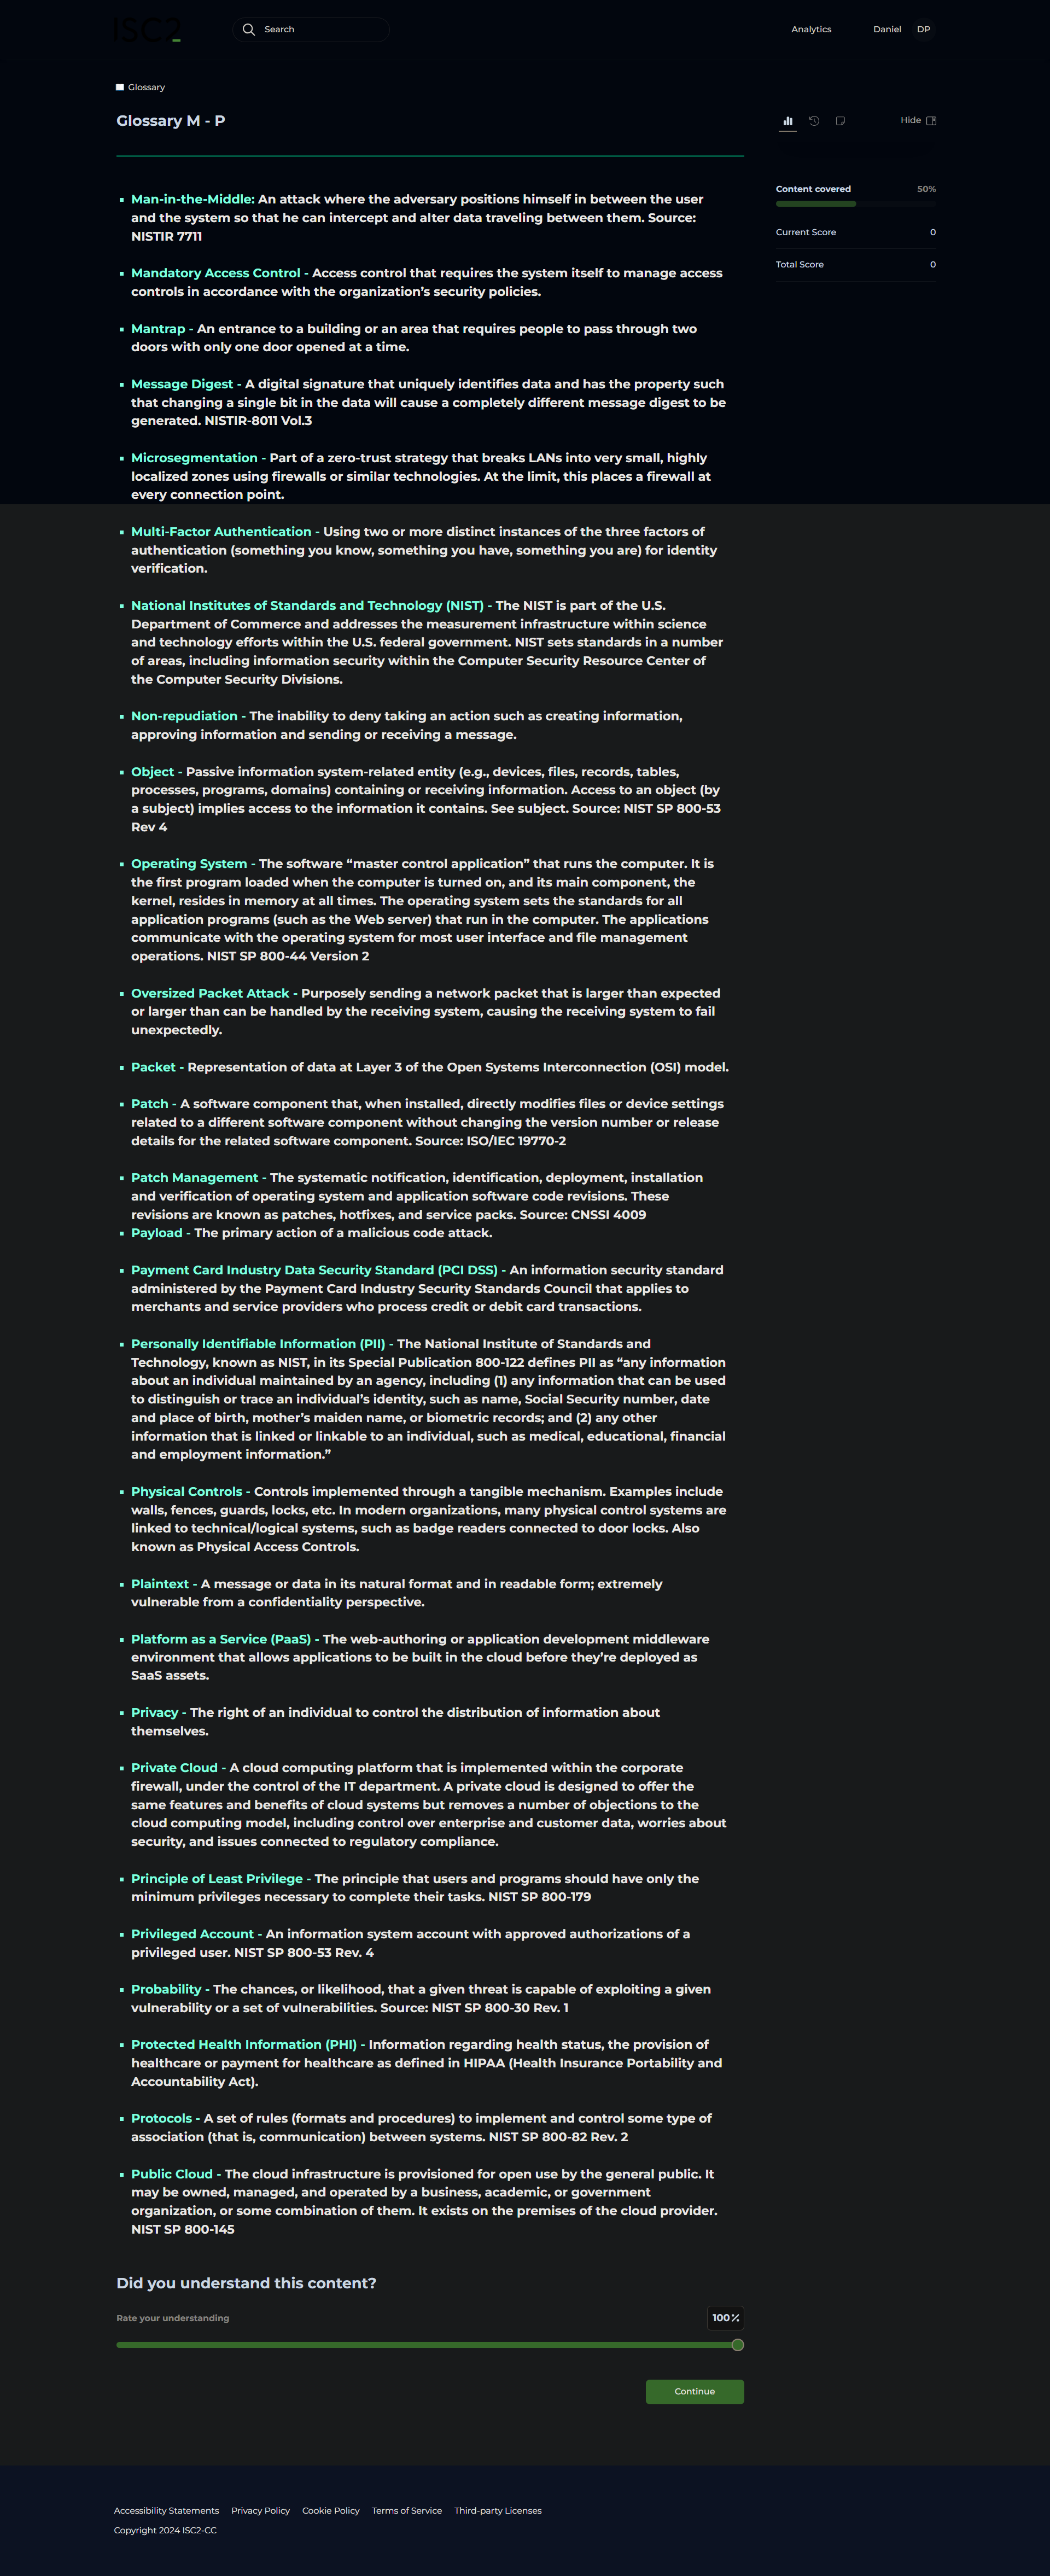 ISC2
Search
Analytics
Daniel
DP
Glossary
Glossary M - P
Hide
Content covered
50%
Current Score
0
Total Score
0
Man-in-the-Middle: An attack where the adversary positions himself in between the user
and the system so that he can intercept and alter data traveling between them. Source:
NISTIR 7711
Mandatory Access Control - Access control that requires the system itself to manage access
controls in accordance with the organization’s security policies.
Mantrap - An entrance to a building or an area that requires people to pass through two
doors with only one door opened at a time.
Message Digest - A digital signature that uniquely identifies data and has the property such
that changing a single bit in the data will cause a completely different message digest to be
generated. NISTIR-8011 Vol.3
Microsegmentation - Part of a zero-trust strategy that breaks LANs into very small, highly
localized zones using firewalls or similar technologies. At the limit, this places a firewall at
every connection point.
Multi-Factor Authentication - Using two or more distinct instances of the three factors of
authentication (something you know, something you have, something you are) for identity
verification.
National Institutes of Standards and Technology (NIST) - The NIST is part of the U.S.
Department of Commerce and addresses the measurement infrastructure within science
and technology efforts within the U.S. federal government. NIST sets standards in a number
of areas, including information security within the Computer Security Resource Center of
the Computer Security Divisions.
Non-repudiation - The inability to deny taking an action such as creating information,
approving information and sending or receiving a message.
Object - Passive information system-related entity (e.g., devices, files, records, tables,
processes, programs, domains) containing or receiving information. Access to an object (by
a subject) implies access to the information it contains. See subject. Source: NIST SP 800-53
Rev 4
Operating System - The software “master control application” that runs the computer. It is
the first program loaded when the computer is turned on, and its main component, the
kernel, resides in memory at all times. The operating system sets the standards for all
application programs (such as the Web server) that run in the computer. The applications
communicate with the operating system for most user interface and file management
operations. NIST SP 800-44 Version 2
Oversized Packet Attack - Purposely sending a network packet that is larger than expected
or larger than can be handled by the receiving system, causing the receiving system to fail
unexpectedly.
Packet - Representation of data at Layer 3 of the Open Systems Interconnection (OSI) model.
Patch - A software component that, when installed, directly modifies files or device settings
related to a different software component without changing the version number or release
details for the related software component. Source: ISO/IEC 19770-2
Patch Management - The systematic notification, identification, deployment, installation
and verification of operating system and application software code revisions. These
revisions are known as patches, hotfixes, and service packs. Source: CNSSI 4009
Payload - The primary action of a malicious code attack.
Payment Card Industry Data Security Standard (PCI DSS) - An information security standard
administered by the Payment Card Industry Security Standards Council that applies to
merchants and service providers who process credit or debit card transactions.
Personally Identifiable Information (PII) - The National Institute of Standards and
Technology, known as NIST, in its Special Publication 800-122 defines PII as “any information
about an individual maintained by an agency, including (1) any information that can be used
to distinguish or trace an individual’s identity, such as name, Social Security number, date
and place of birth, mother’s maiden name, or biometric records; and (2) any other
information that is linked or linkable to an individual, such as medical, educational, financial
and employment information.”
Physical Controls - Controls implemented through a tangible mechanism. Examples include
walls, fences, guards, locks, etc. In modern organizations, many physical control systems are
linked to technical/logical systems, such as badge readers connected to door locks. Also
known as Physical Access Controls.
Plaintext - A message or data in its natural format and in readable form; extremely
vulnerable from a confidentiality perspective.
Platform as a Service (PaaS) - The web-authoring or application development middleware
environment that allows applications to be built in the cloud before they’re deployed as
SaaS assets.
Privacy - The right of an individual to control the distribution of information about
themselves.
Private Cloud - A cloud computing platform that is implemented within the corporate
firewall, under the control of the IT department. A private cloud is designed to offer the
same features and benefits of cloud systems but removes a number of objections to the
cloud computing model, including control over enterprise and customer data, worries about
security, and issues connected to regulatory compliance.
Principle of Least Privilege - The principle that users and programs should have only the
minimum privileges necessary to complete their tasks. NIST SP 800-179
Privileged Account - An information system account with approved authorizations of a
privileged user. NIST SP 800-53 Rev. 4
Probability - The chances, or likelihood, that a given threat is capable of exploiting a given
vulnerability or a set of vulnerabilities. Source: NIST SP 800-30 Rev. 1
Protected Health Information (PHI) - Information regarding health status, the provision of
healthcare or payment for healthcare as defined in HIPAA (Health Insurance Portability and
Accountability Act).
Protocols - A set of rules (formats and procedures) to implement and control some type of
association (that is, communication) between systems. NIST SP 800-82 Rev. 2
Public Cloud - The cloud infrastructure is provisioned for open use by the general public. It
may be owned, managed, and operated by a business, academic, or government
organization, or some combination of them. It exists on the premises of the cloud provider.
NIST SP 800-145
Did you understand this content?
Rate your understanding
100%
Continue
Accessibility Statements
Privacy Policy
Cookie Policy
Terms of Service
Third-party Licenses
Copyright 2024 ISC2-CC